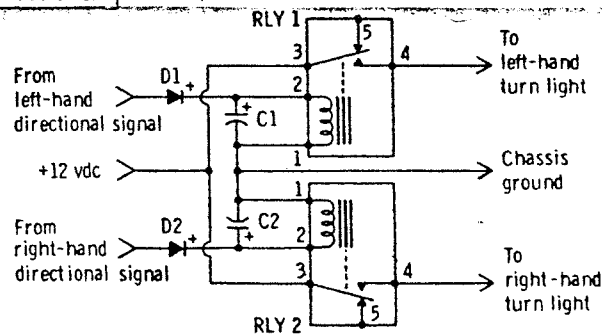 RLY 1
5
3
4
To
left-hand
turn light
From
left-hand
directional signal
D1
+
2
+
C1
1
Chassis
ground
+12 vdc
1
From
right-hand
directional signal
D2
+
C2
+
2
3
4
To
right-hand
turn light
5
RLY 2